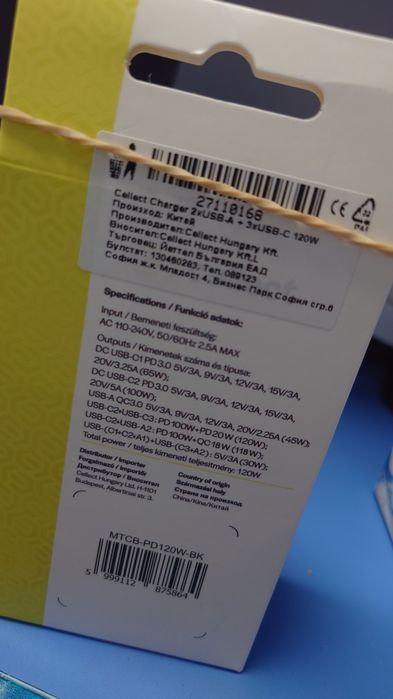 27110168
Cellect Charger 2xUSB-A + 3xUSB-C 120W
Произход: Китай
Производител:Cellect Hungary Kft.
Вносител:Cellect Hungary Kft.L
Търговец: Йеттел България ЕАД
Булстат: 130460283, Тел. 089123
София ж.к. Младост 4, Бизнес Парк София стр.6
CE
Specifications / Funkció adatok:
Input / Bemeneti feszültség:
AC 110-240V, 50/60Hz 2.5A MAX
Outputs / Kimenetek száma és típusa:
DC USB-C1 PD3.0 5V/3A, 9V/3A, 12V/3A, 15V/3A,
20V/3.25A (65W);
DC USB-C2 PD3.0 5V/3A, 9V/3A, 12V/3A, 15V/3A,
20V/5A (100W);
USB-A QC3.0 5V/3A, 9V/3A, 12V/3A, 20V/2.25A (45W);
USB-C2+USB-C3: PD100W+PD20W (120W);
USB-C2+USB-A2: PD100W+QC18W (118W);
USB-(C1+C2+A1)+USB-(C3+A2) : 5V/3A (30W);
Total power / teljes kimeneti teljesítmény: 120W
Distributor / Importer
Forgalmazó / Importőr
Дистрибутор / Вносител
Cellect Hungary Ltd. H-1101
Budapest, Albertirsai str. 3.
Country of origin
Származási hely
Страна на произход
China/Kína/Китай
MTCB-PD120W-BK
5 999112 875864